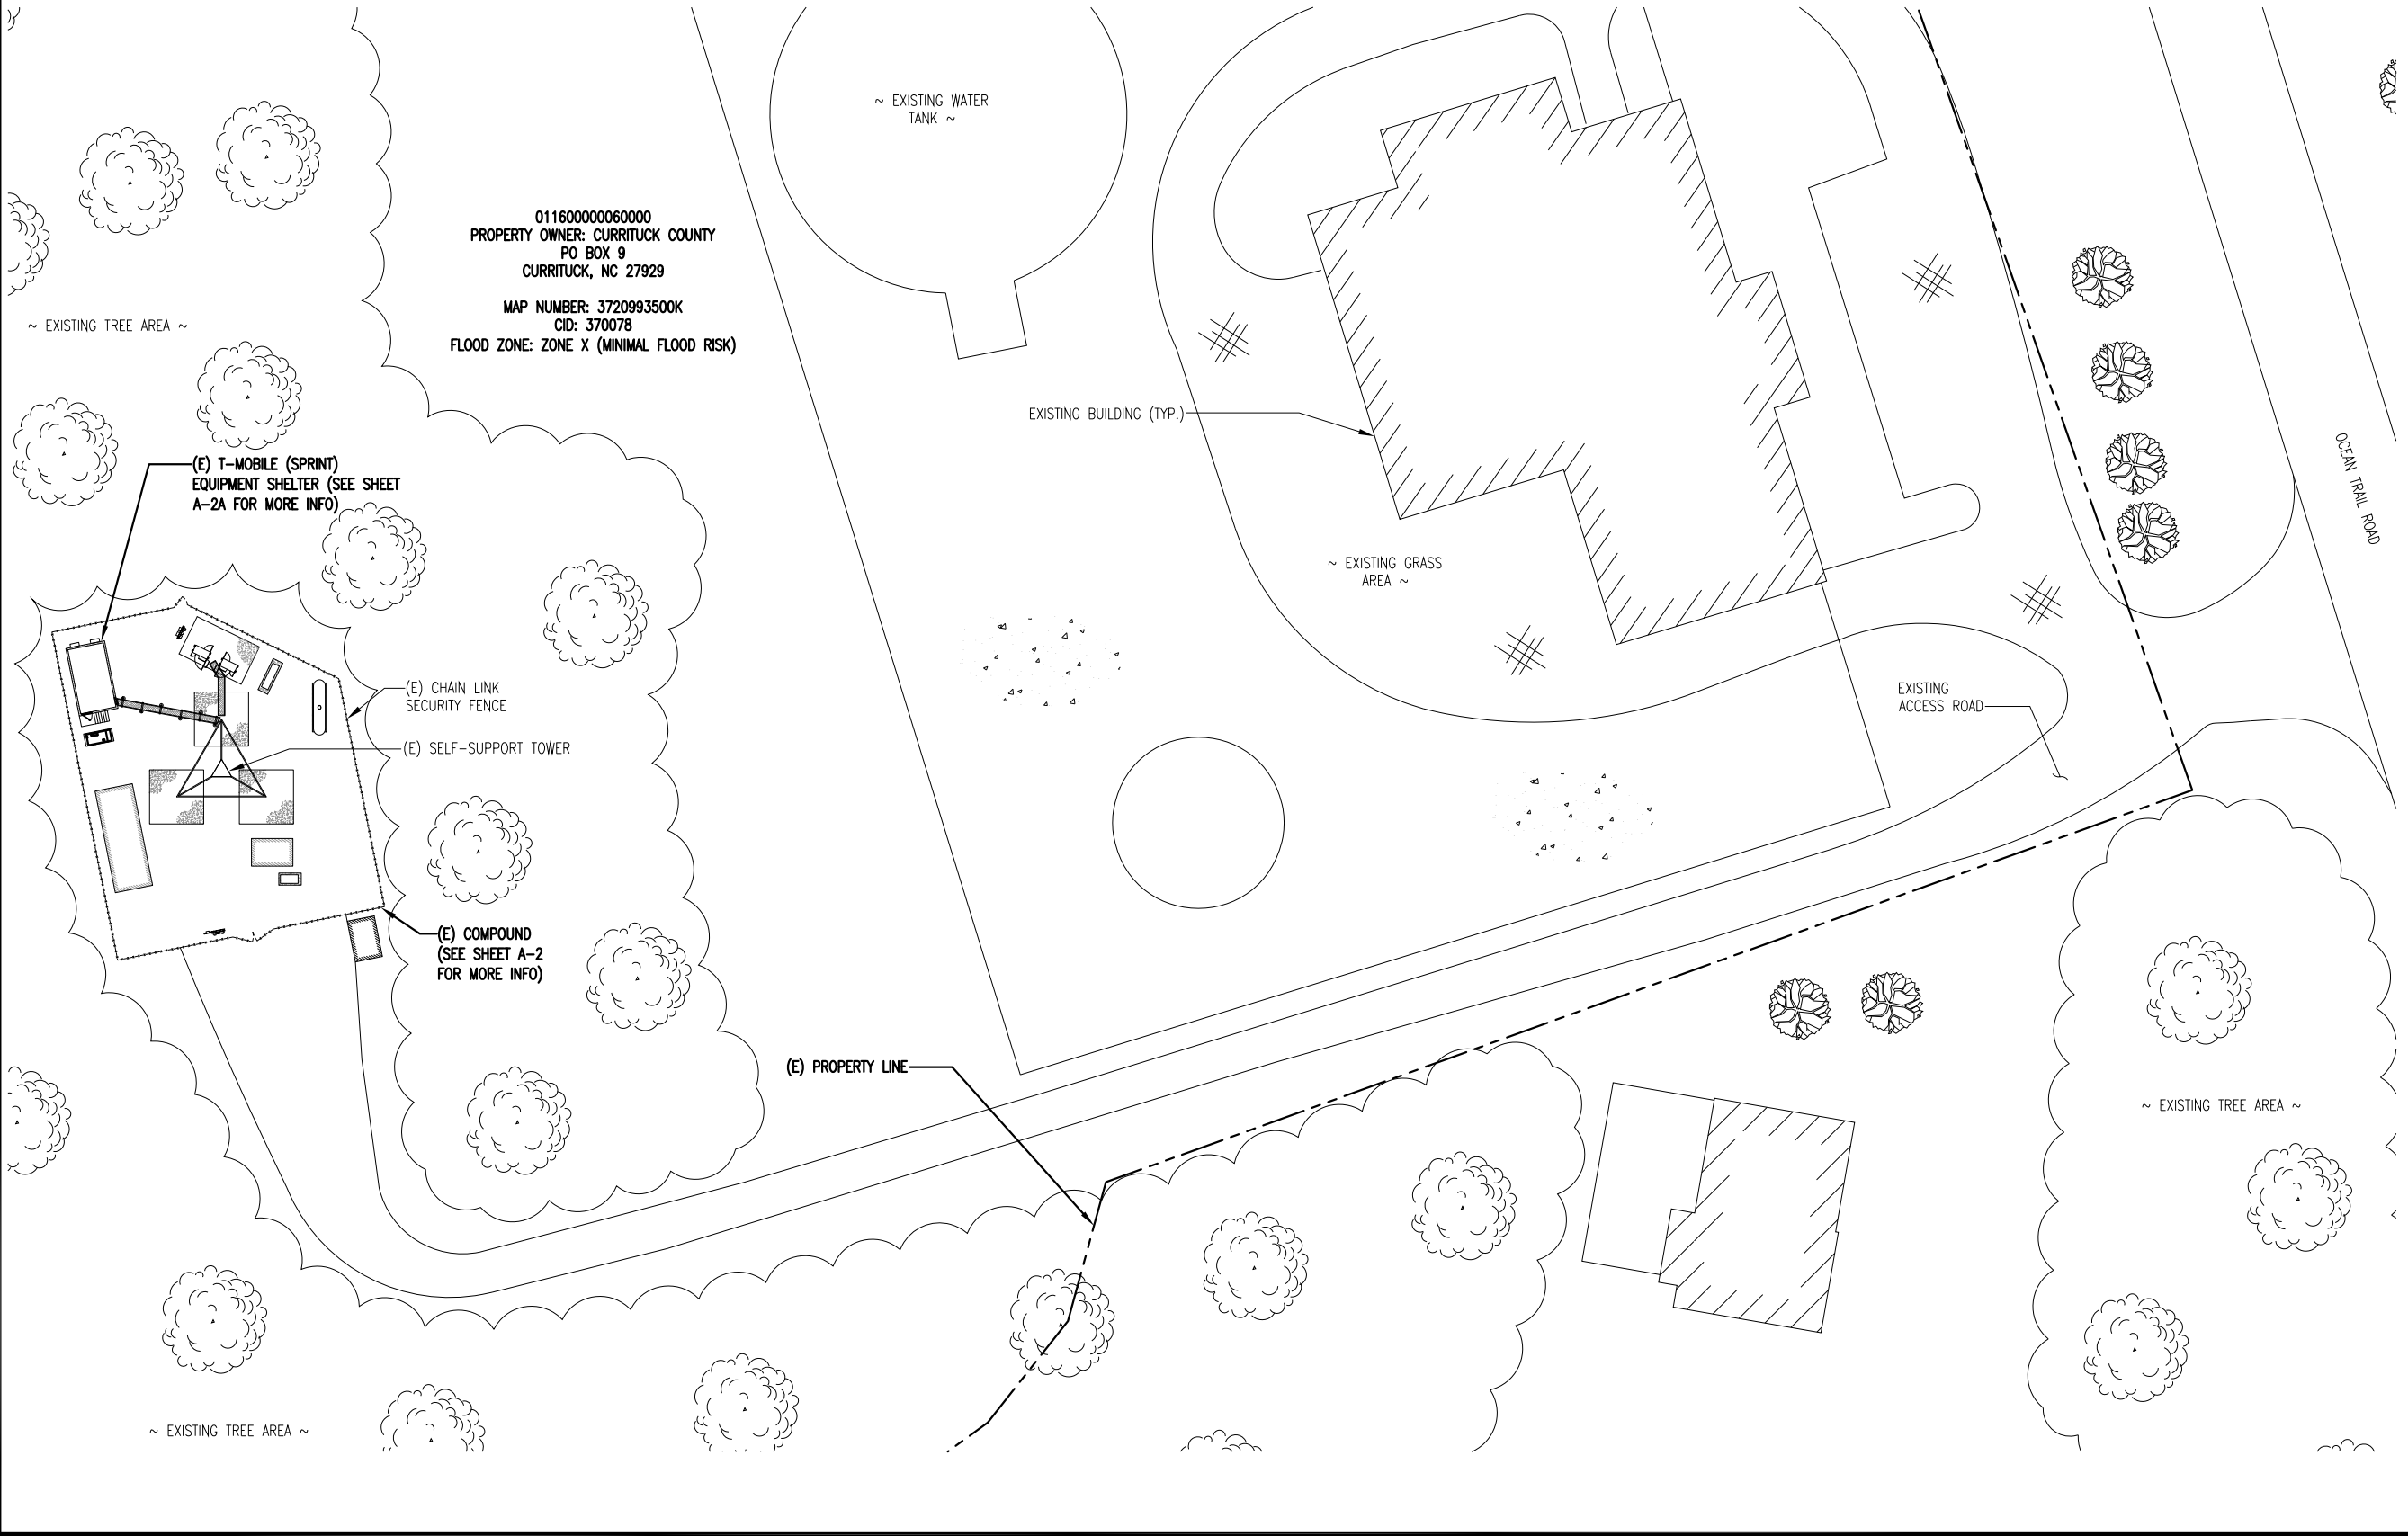 ~ EXISTING WATER
TANK ~
011600000060000
PROPERTY OWNER: CURRITUCK COUNTY
PO BOX 9
CURRITUCK, NC 27929
MAP NUMBER: 3720993500K
CID: 370078
FLOOD ZONE: ZONE X (MINIMAL FLOOD RISK)
~ EXISTING TREE AREA ~
EXISTING BUILDING (TYP.)
OCEAN TRAIL ROAD
(E) T-MOBILE (SPRINT)
EQUIPMENT SHELTER (SEE SHEET
A-2A FOR MORE INFO)
~ EXISTING GRASS
AREA ~
(E) CHAIN LINK
SECURITY FENCE
EXISTING
ACCESS ROAD
(E) SELF-SUPPORT TOWER
(E) COMPOUND
(SEE SHEET A-2
FOR MORE INFO)
(E) PROPERTY LINE
~ EXISTING TREE AREA ~
~ EXISTING TREE AREA ~